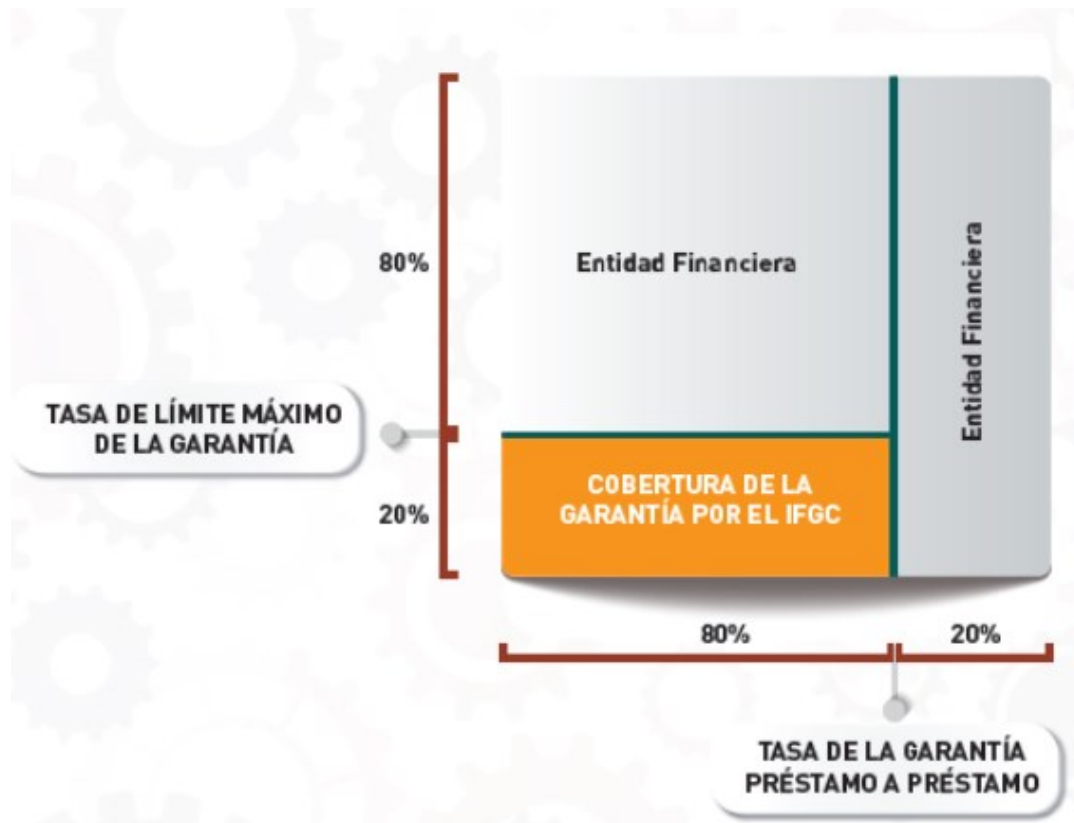 80%
Entidad Financiera
Entidad Financiera
TASA DE LÍMITE MÁXIMO
DE LA GARANTÍA
COBERTURA DE LA
GARANTÍA POR EL IFGC
20%
80%
20%
TASA DE LA GARANTÍA
PRÉSTAMO A PRÉSTAMO